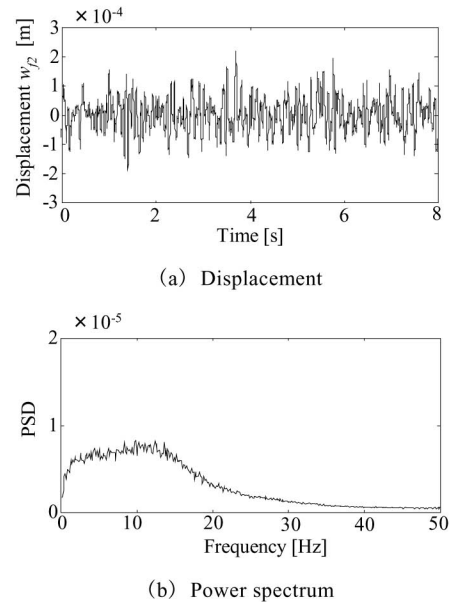 × 10⁻⁴
3
2
1
0
-1
-2
-3
Displacement w_f2 [m]
0 2 4 6 8
Time [s]
(a) Displacement
× 10⁻⁵
2
1
0
PSD
0 10 20 30 40 50
Frequency [Hz]
(b) Power spectrum